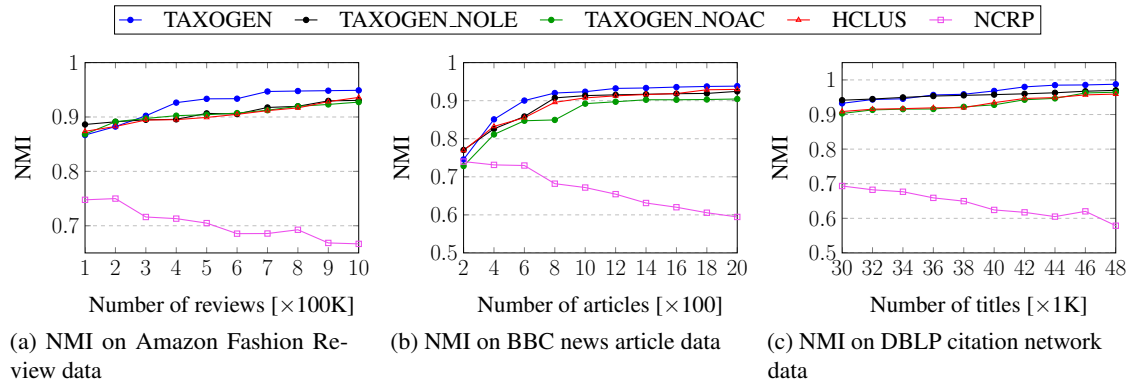 TAXOGEN TAXOGEN_NOLE TAXOGEN_NOAC HCLUS NCRP
1
0.9
0.8
0.7
NMI
1 2 3 4 5 6 7 8 9 10
Number of reviews [×100K]
(a) NMI on Amazon Fashion Re-
view data
1
0.9
0.8
0.7
0.6
0.5
NMI
2 4 6 8 10 12 14 16 18 20
Number of articles [×100]
(b) NMI on BBC news article data
1
0.9
0.8
0.7
0.6
0.5
NMI
30 32 34 36 38 40 42 44 46 48
Number of titles [×1K]
(c) NMI on DBLP citation network
data